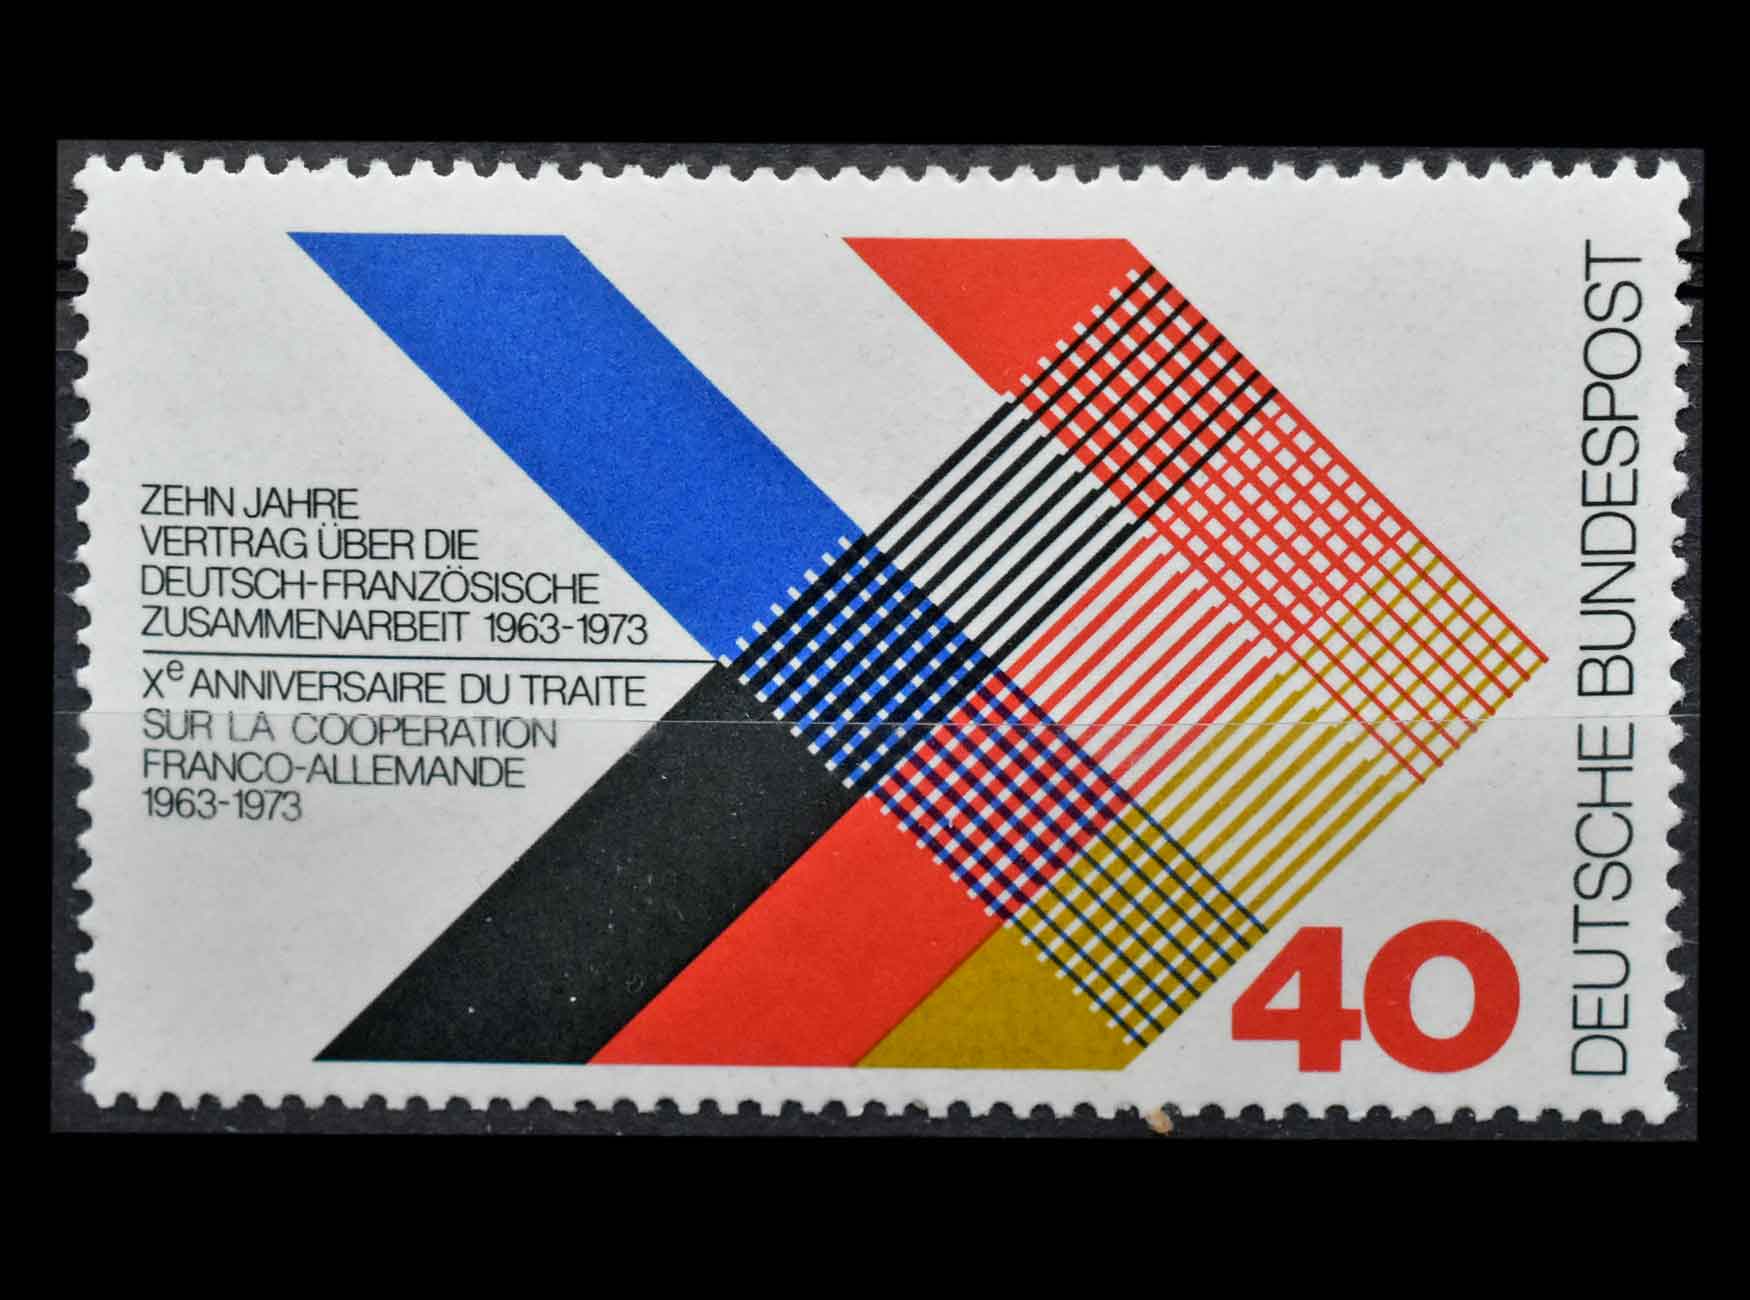 ZEHN JAHRE
VERTRAG ÜBER DIE
DEUTSCH-FRANZÖSISCHE
ZUSAMMENARBEIT 1963-1973
Xe ANNIVERSAIRE DU TRAITE
SUR LA COOPERATION
FRANCO-ALLEMANDE
1963-1973
40
DEUTSCHE BUNDESPOST